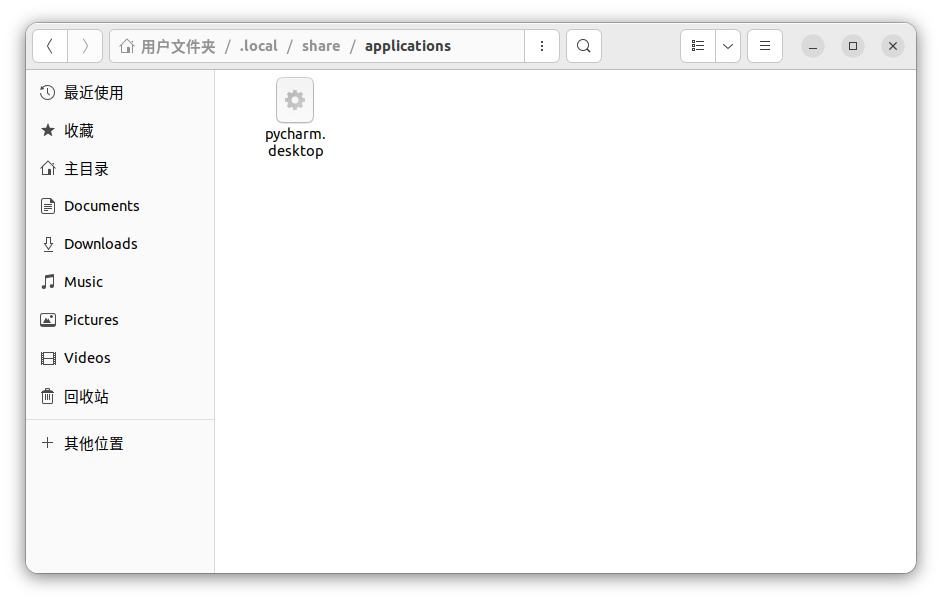 用户文件夹 / .local / share / applications
最近使用
收藏
主目录
Documents
Downloads
Music
Pictures
Videos
回收站
其他位置
pycharm.
desktop